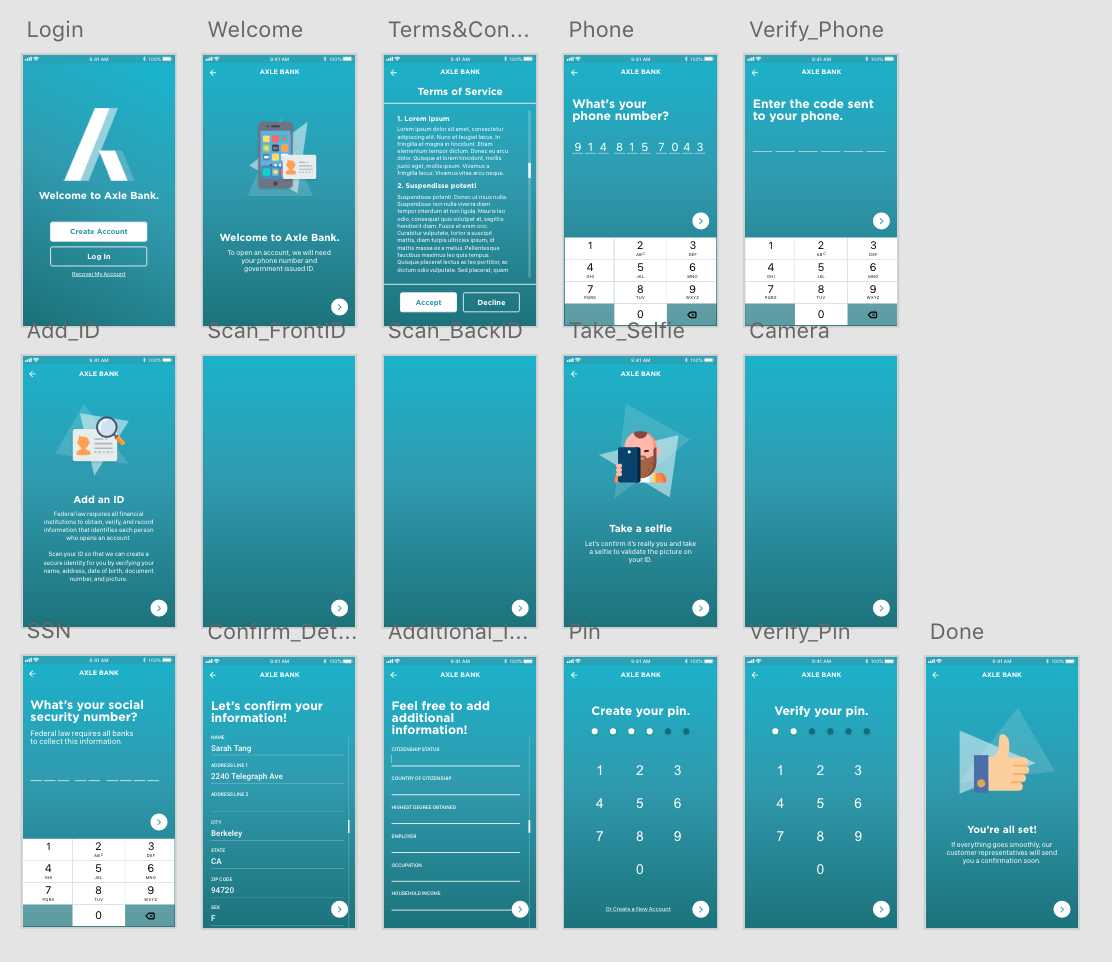 Login
Welcome
Terms&Con...
Phone
Verify_Phone
9:41 AM
100%
Welcome to Axle Bank.
Create Account
Log In
Recover My Account
9:41 AM
100%
AXLE BANK
Welcome to Axle Bank.
To open an account, we will need
your phone number and
government issued ID.
9:41 AM
100%
AXLE BANK
Terms of Service
1. Lorem ipsum
Lorem ipsum dolor sit amet, consectetur
adipiscing elit. Nunc et feugiat lacus. In
fringilla et magna in tincidunt. Etiam
elementum tempor dictum. Donec eu arcu
dolor. Quisque at lorem tincidunt, mollis
justo eget, mollis ipsum. Vivamus a
fringilla lacus. Vivamus vitae arcu neque.
2. Suspendisse potenti
Suspendisse potenti. Donec ut risus nulle.
Suspendisse non nulla viverra diam
tempor interdum at non ligula. Mauris leo
odio, consequat quis volutpat at, sagittis
hendrerit diam. Fusce et enim orci.
Curabitur vulputate, tortor a suscipit
mattis, diam turpis ultricies ipsum, id
mattis massa ex a metus. Pellentesque
faucibus maximus leo quis tempus.
Quisque placerat lectus ac leo porttitor, ac
dictum odio vulputate. Sed placerat, quam
Accept
Decline
9:41 AM
100%
AXLE BANK
What's your
phone number?
914 815 7043
1 2 3
ABC DEF
4 5 6
GHI JKL MNO
7 8 9
PQRS TUV WXYZ
0
9:41 AM
100%
AXLE BANK
Enter the code sent
to your phone.
1 2 3
ABC DEF
4 5 6
GHI JKL MNO
7 8 9
PQRS TUV WXYZ
0
Add_ID
Scan_FrontID
Scan_BackID
Take_Selfie
Camera
9:41 AM
100%
AXLE BANK
Add an ID
Federal law requires all financial
institutions to obtain, verify, and record
information that identifies each person
who opens an account.
Scan your ID so that we can create a
secure identity for you by verifying your
name, address, date of birth, document
number, and picture.
9:41 AM
100%
AXLE BANK
Take a selfie
Let's confirm it's really you and take
a selfie to validate the picture on
your ID.
SSN
Confirm_Det...
Additional_I...
Pin
Verify_Pin
Done
9:41 AM
100%
AXLE BANK
What's your social
security number?
Federal law requires all banks
to collect this information.
1 2 3
ABC DEF
4 5 6
GHI JKL MNO
7 8 9
PQRS TUV WXYZ
0
9:41 AM
100%
AXLE BANK
Let's confirm your
information!
NAME
Sarah Tang
ADDRESS LINE 1
2240 Telegraph Ave
ADDRESS LINE 2
CITY
Berkeley
STATE
CA
ZIP CODE
94720
SEX
F
9:41 AM
100%
AXLE BANK
Feel free to add
additional
information!
CITIZENSHIP STATUS
COUNTRY OF CITIZENSHIP
HIGHEST DEGREE OBTAINED
EMPLOYER
OCCUPATION
HOUSEHOLD INCOME
9:41 AM
100%
AXLE BANK
Create your pin.
1 2 3
4 5 6
7 8 9
0
Or Create a New Account
9:41 AM
100%
AXLE BANK
Verify your pin.
1 2 3
4 5 6
7 8 9
0
9:41 AM
100%
AXLE BANK
You're all set!
If everything goes smoothly, our
customer representatives will send
you a confirmation soon.